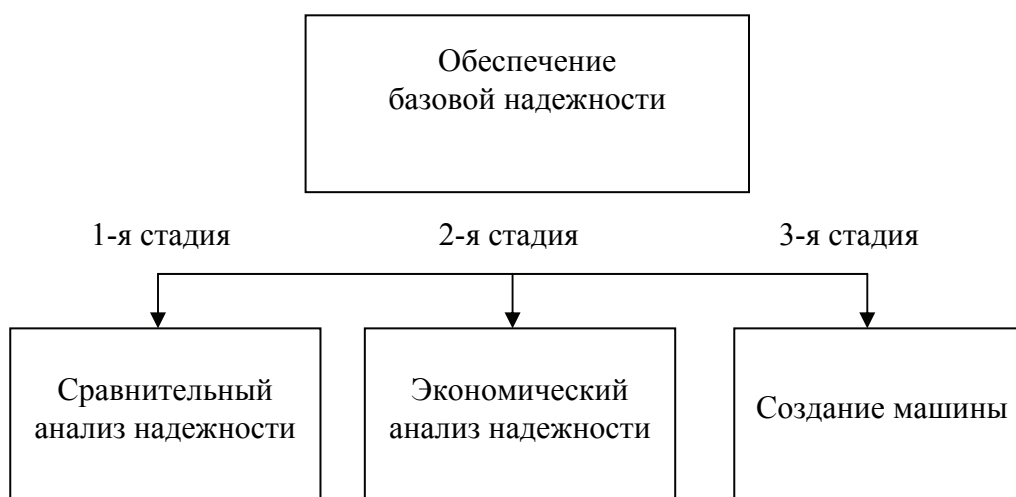 Обеспечение
базовой надежности
1-я стадия
2-я стадия
3-я стадия
Сравнительный
анализ надежности
Экономический
анализ надежности
Создание машины